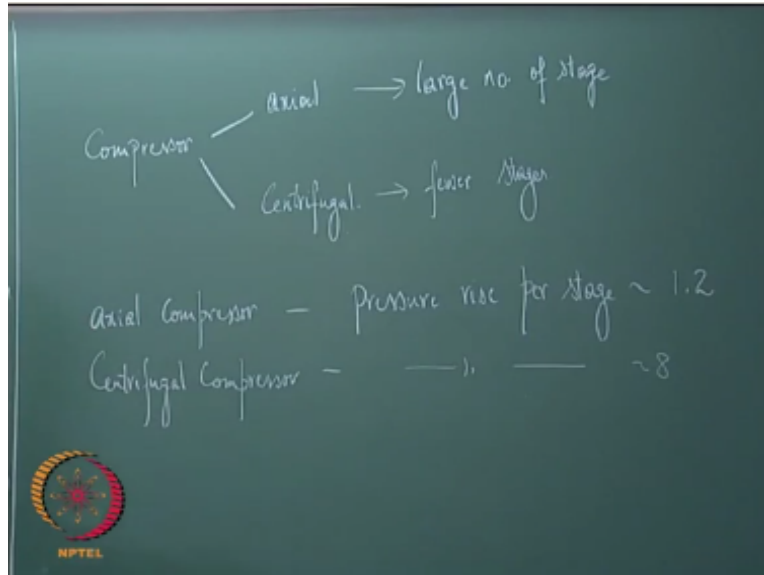 axial → large no. of stage
Compressor
Centrifugal. → fewer stages
axial Compressor – Pressure rise per stage ~ 1.2
Centrifugal Compressor – —— ,, —— ~8
NPTEL